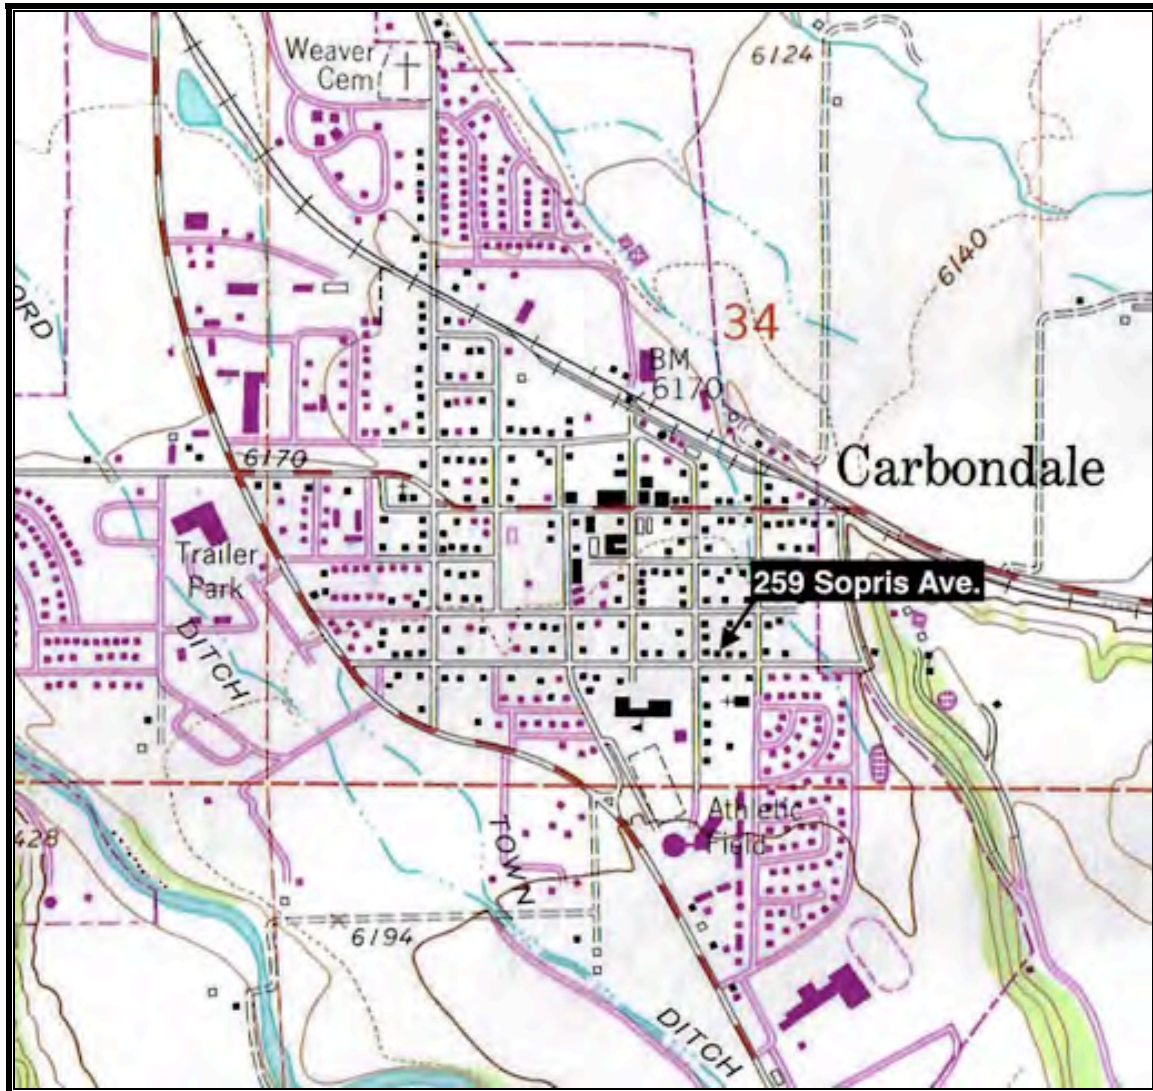 Weaver
Cem
6124
6140
ORD
34
BM
6170
6170
Carbondale
Trailer
Park
259 Sopris Ave.
DITCH
Athletic
Field
TOWN
428
6194
DITCH